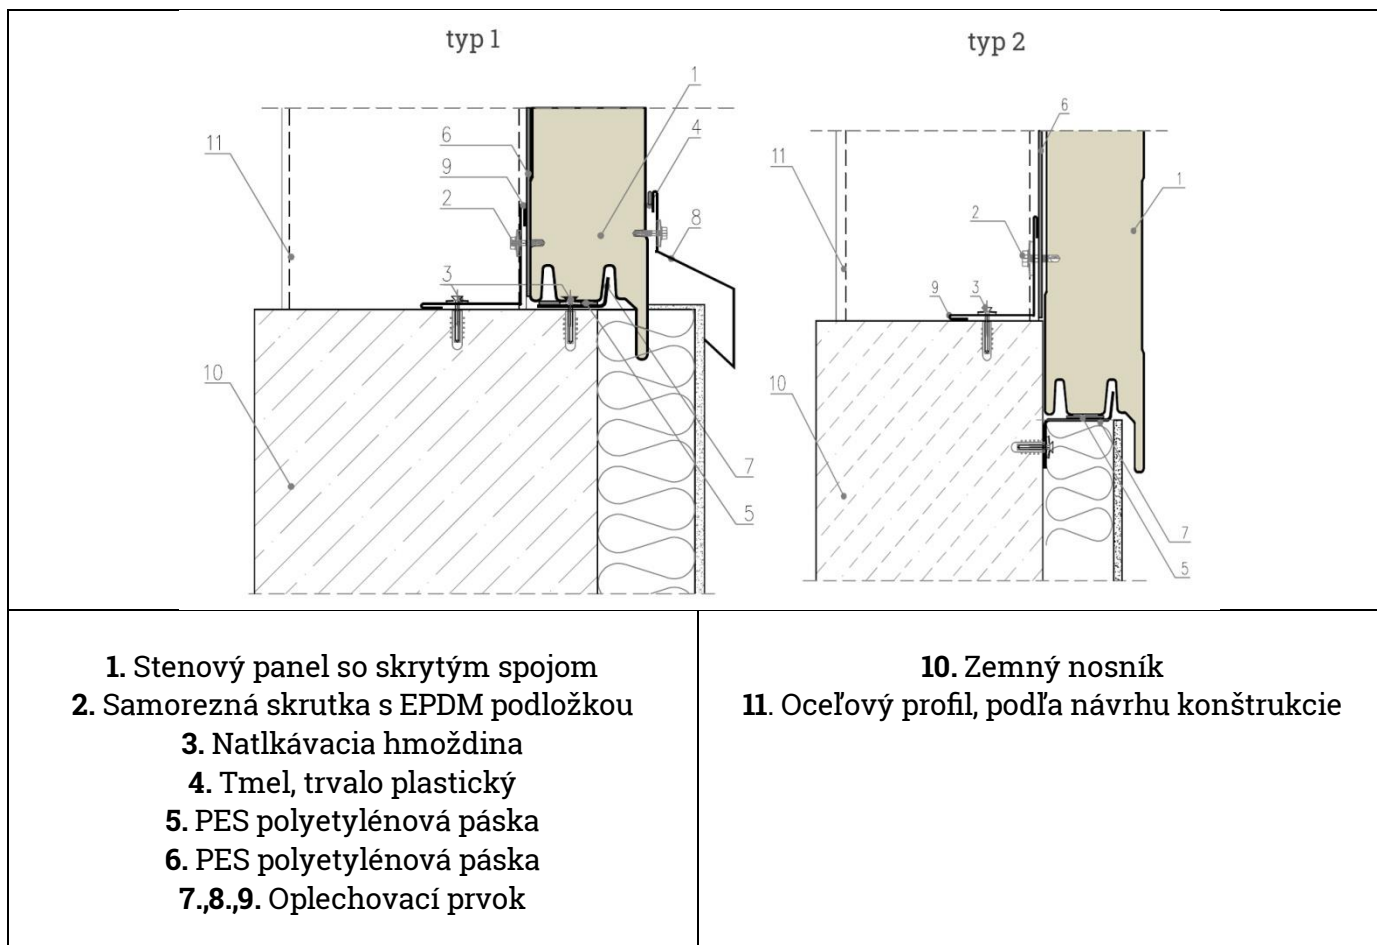 typ 1
typ 2
1
6
4
11
9
2
8
3
10
7
5
6
11
1
2
9
3
10
7
5
1. Stenový panel so skrytým spojom
2. Samorezná skrutka s EPDM podložkou
3. Natlkávacia hmoždina
4. Tmel, trvalo plastický
5. PES polyetylénová páska
6. PES polyetylénová páska
7.,8.,9. Oplechovací prvok
10. Zemný nosník
11. Oceľový profil, podľa návrhu konštrukcie